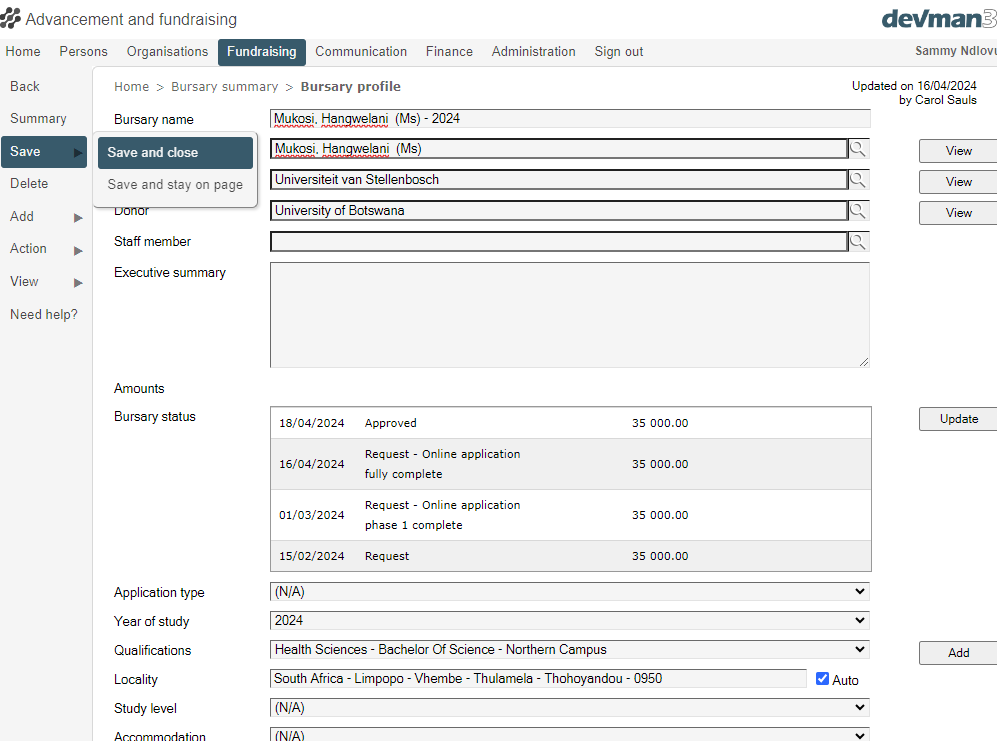 Advancement and fundraising
devman3
Home Persons Organisations Fundraising Communication Finance Administration Sign out
Sammy Ndlovu
Back
Summary
Save
Save and close
Save and stay on page
Delete
Add
Action
View
Need help?
Home > Bursary summary > Bursary profile
Updated on 16/04/2024
by Carol Sauls
Bursary name Mukosi, Hangwelani (Ms) - 2024
Mukosi, Hangwelani (Ms) View
Universiteit van Stellenbosch View
Donor University of Botswana View
Staff member
Executive summary
Amounts
Bursary status Update
18/04/2024 Approved 35 000.00
16/04/2024 Request - Online application
fully complete 35 000.00
01/03/2024 Request - Online application
phase 1 complete 35 000.00
15/02/2024 Request 35 000.00
Application type (N/A)
Year of study 2024
Qualifications Health Sciences - Bachelor Of Science - Northern Campus Add
Locality South Africa - Limpopo - Vhembe - Thulamela - Thohoyandou - 0950 Auto
Study level (N/A)
Accommodation (N/A)